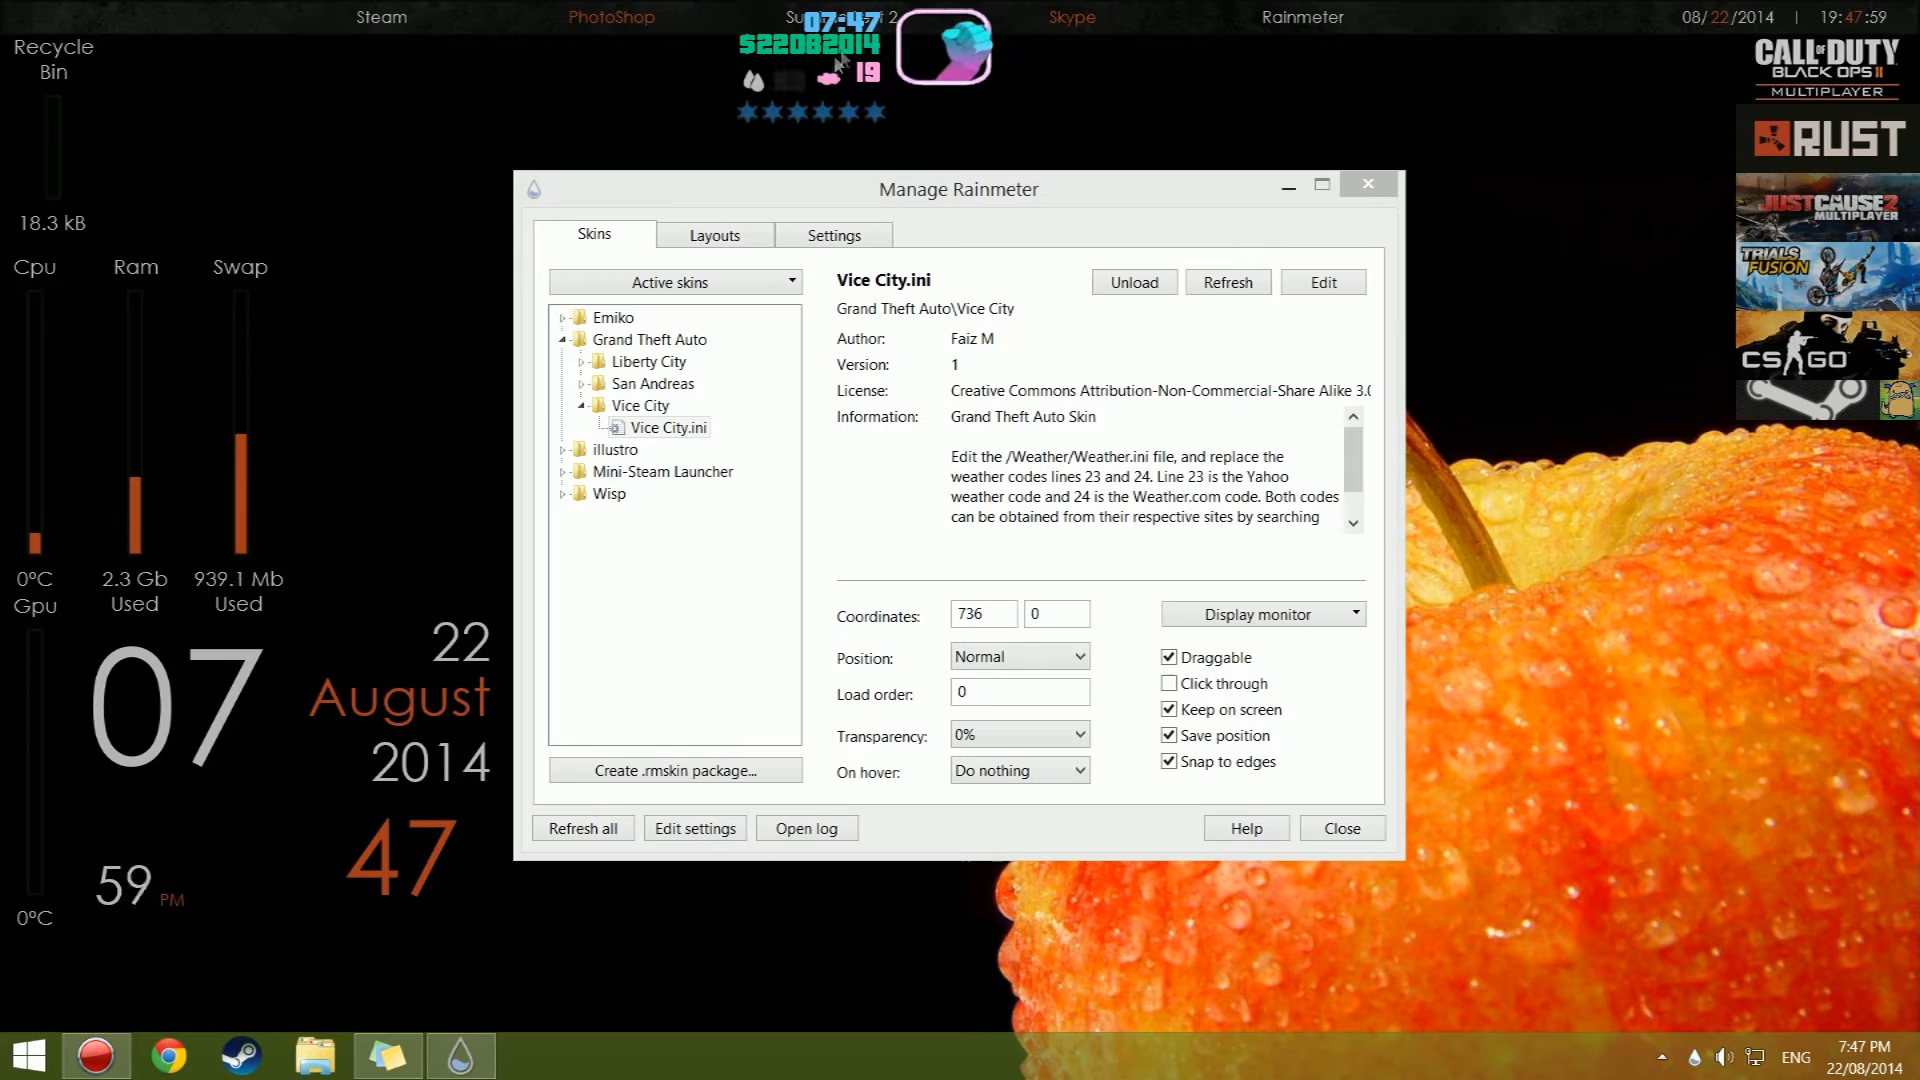 Steam
PhotoShop
Skype
Rainmeter
08/22/2014 | 19:47:59
Recycle
Bin
18.3 kB
Cpu
Ram
Swap
0°C
2.3 Gb
Used
939.1 Mb
Used
Gpu
0°C
07
22
August
2014
47
59
PM
07:47
$22082014
19
CALL OF DUTY
BLACK OPS II
MULTIPLAYER
RUST
JUST CAUSE 2
MULTIPLAYER
TRIALS
FUSION
CS GO
Manage Rainmeter
Skins
Layouts
Settings
Active skins
Emiko
Grand Theft Auto
Liberty City
San Andreas
Vice City
Vice City.ini
illustro
Mini-Steam Launcher
Wisp
Create .rmskin package...
Vice City.ini
Unload
Refresh
Edit
Grand Theft Auto\Vice City
Author: Faiz M
Version: 1
License: Creative Commons Attribution-Non-Commercial-Share Alike 3.0
Information: Grand Theft Auto Skin
Edit the /Weather/Weather.ini file, and replace the
weather codes lines 23 and 24. Line 23 is the Yahoo
weather code and 24 is the Weather.com code. Both codes
can be obtained from their respective sites by searching
Coordinates: 736 0
Display monitor
Position: Normal
Load order: 0
Transparency: 0%
On hover: Do nothing
Draggable
Click through
Keep on screen
Save position
Snap to edges
Refresh all
Edit settings
Open log
Help
Close
ENG
7:47 PM
22/08/2014